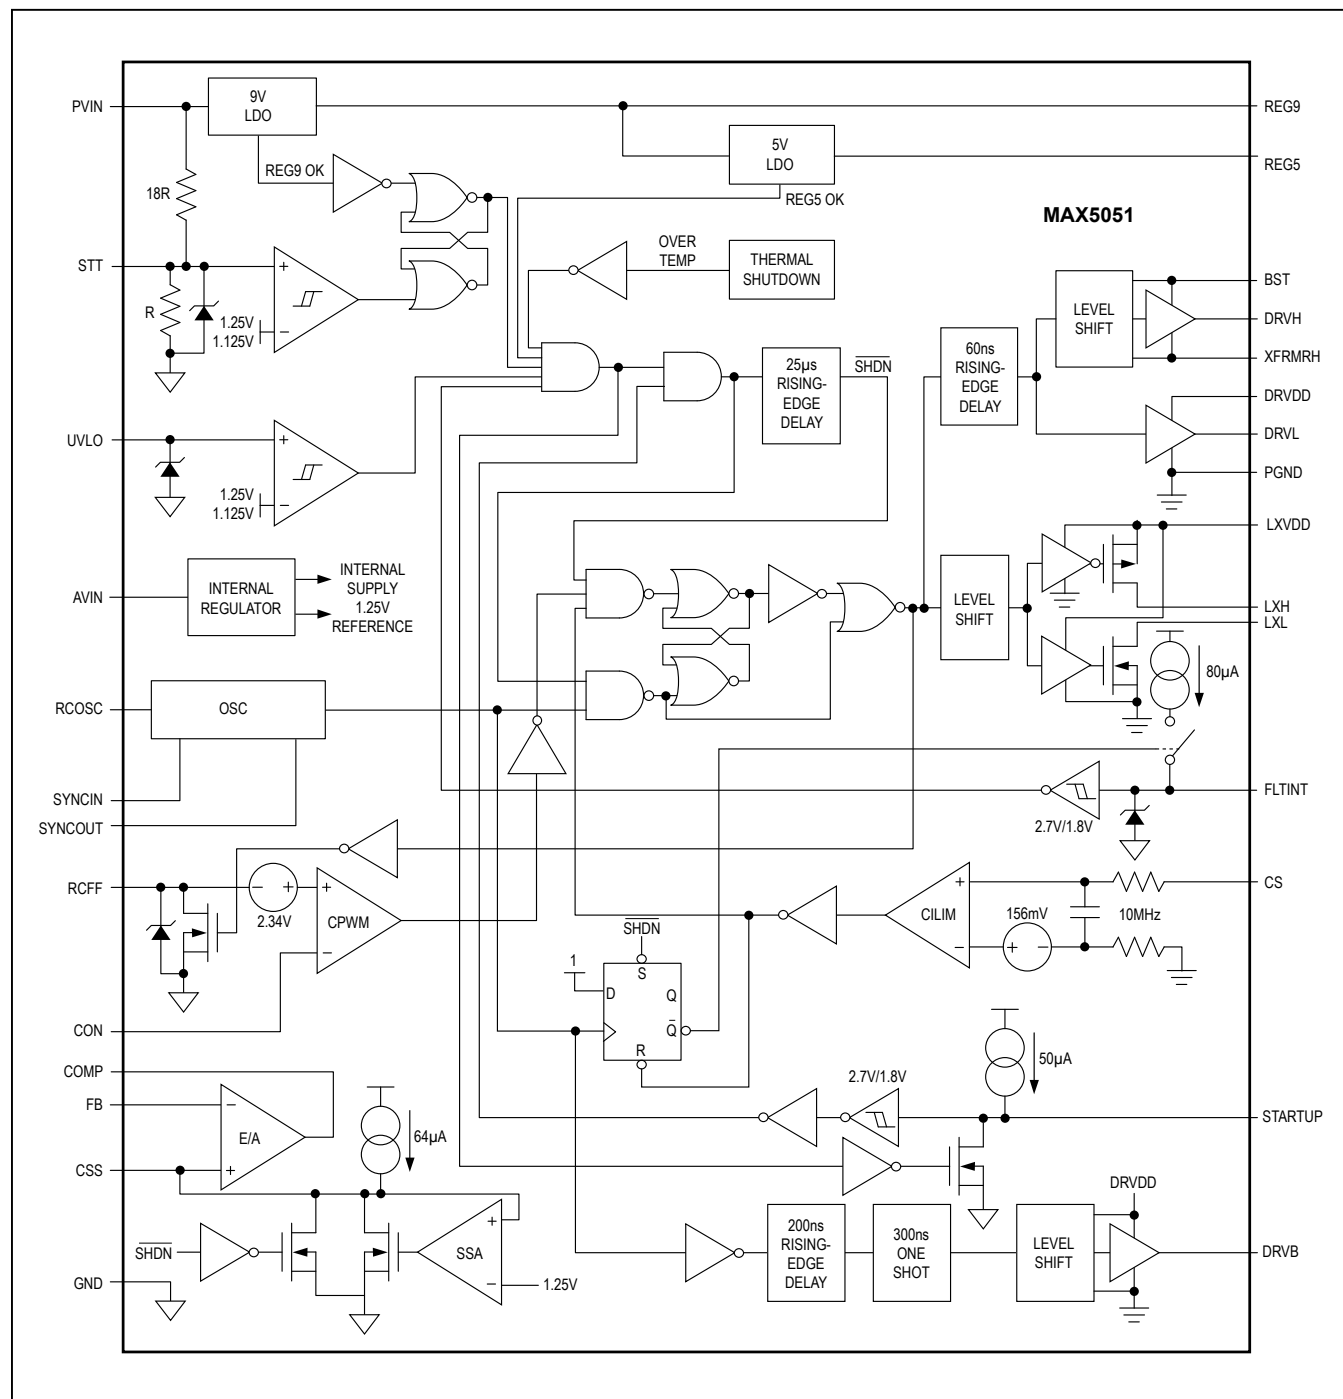 PVIN
9V
LDO
REG9
5V
LDO
REG5
REG9 OK
REG5 OK
18R
MAX5051
STT
OVER
TEMP
THERMAL
SHUTDOWN
BST
LEVEL
SHIFT
DRVH
XFRMRH
R
+
1.25V
1.125V
−
60ns
RISING-
EDGE
DELAY
25µs
RISING-
EDGE
DELAY
SHDN
DRVDD
DRVL
PGND
UVLO
+
1.25V
1.125V
−
LXVDD
AVIN
INTERNAL
REGULATOR
INTERNAL
SUPPLY
1.25V
REFERENCE
LEVEL
SHIFT
LXH
LXL
80µA
RCOSC
OSC
SYNCIN
SYNCOUT
FLTINT
2.7V/1.8V
RCFF
−
+
2.34V
+
CPWM
−
CS
+
CILIM
−
156mV
+
−
10MHz
SHDN
1
S
D
Q
Q
R
CON
COMP
FB
−
E/A
+
CSS
64µA
50µA
2.7V/1.8V
STARTUP
SHDN
+
SSA
−
1.25V
GND
200ns
RISING-
EDGE
DELAY
300ns
ONE
SHOT
LEVEL
SHIFT
DRVDD
DRVB